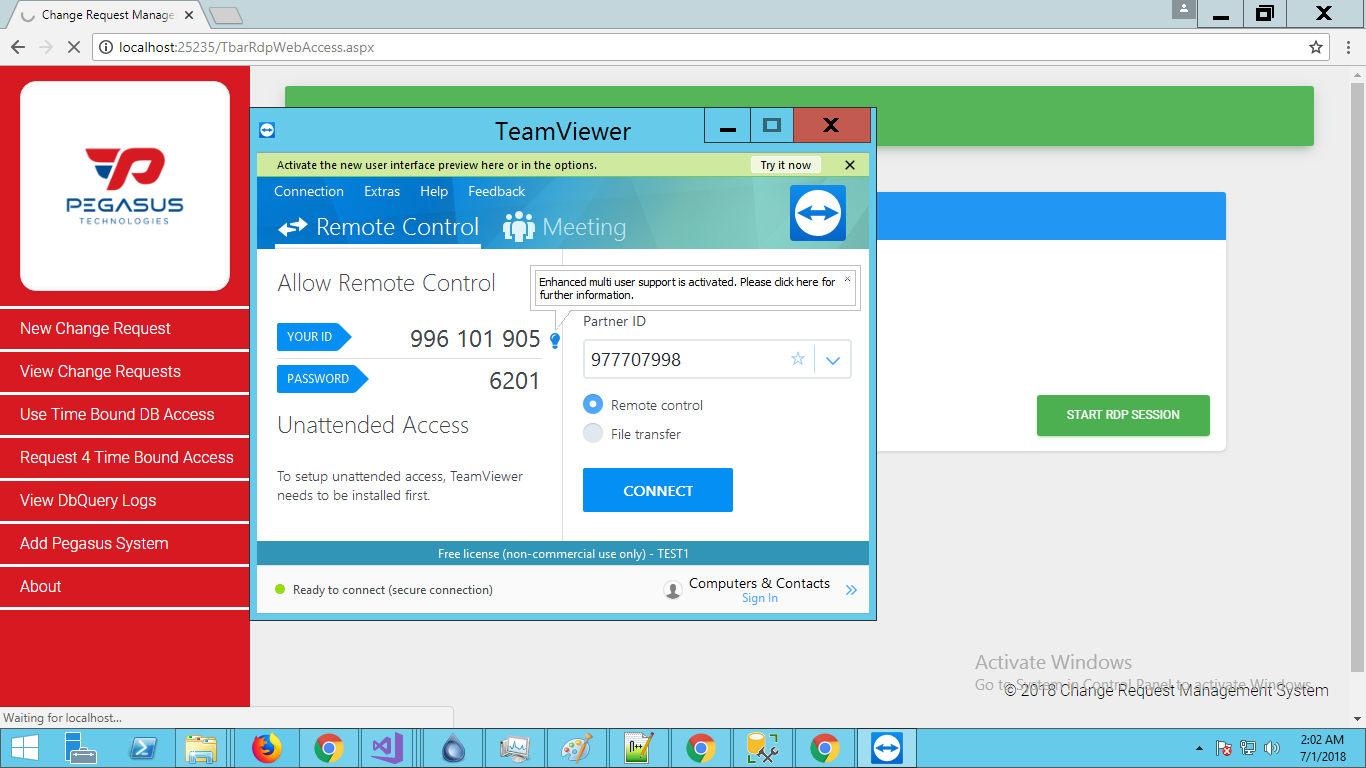 Change Request Manage
localhost:25235/TbarRdpWebAccess.aspx
PEGASUS
TECHNOLOGIES
New Change Request
View Change Requests
Use Time Bound DB Access
Request 4 Time Bound Access
View DbQuery Logs
Add Pegasus System
About
TeamViewer
Activate the new user interface preview here or in the options.
Try it now
Connection Extras Help Feedback
Remote Control Meeting
Allow Remote Control
Enhanced multi user support is activated. Please click here for
further information.
YOUR ID 996 101 905
PASSWORD 6201
Unattended Access
To setup unattended access, TeamViewer
needs to be installed first.
Partner ID
977707998
Remote control
File transfer
CONNECT
Free license (non-commercial use only) - TEST1
Ready to connect (secure connection)
Computers & Contacts
Sign In
START RDP SESSION
Activate Windows
Go to System in Control Panel to activate Windows.
© 2018 Change Request Management System
Waiting for localhost...
N++
2:02 AM
7/1/2018